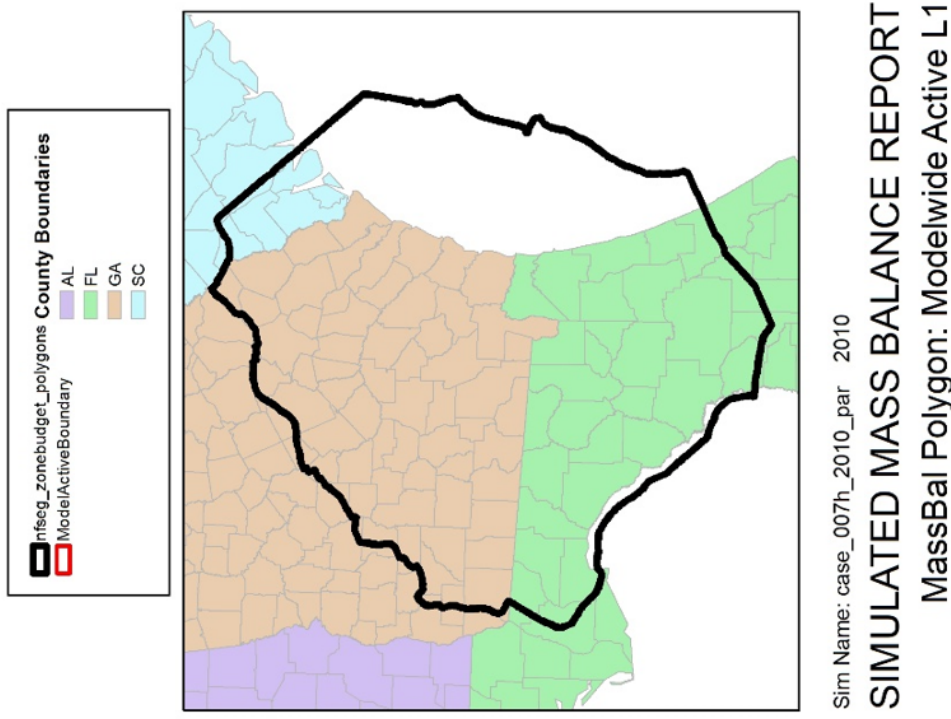 nfseg_zonebudget_polygons
ModelActiveBoundary
County Boundaries
AL
FL
GA
SC
Sim Name: case_007h_2010_par 2010
SIMULATED MASS BALANCE REPORT
MassBal Polygon: Modelwide Active L1